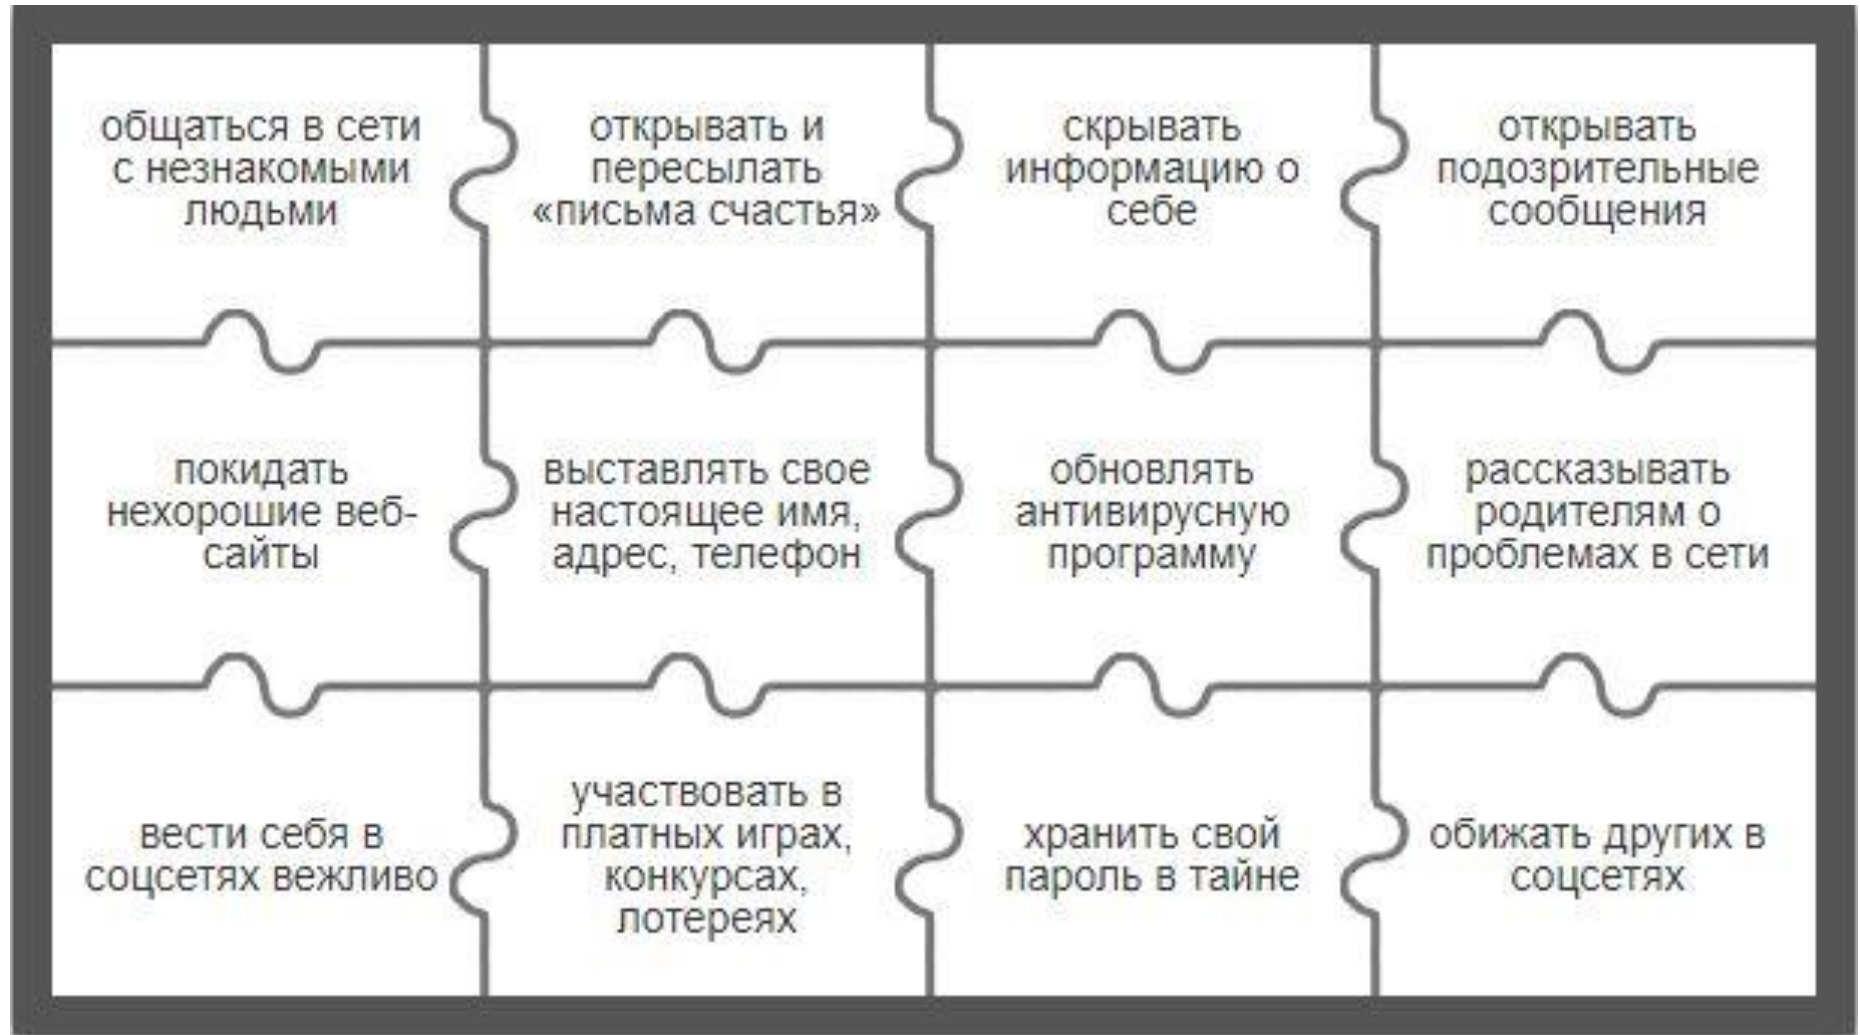 общаться в сети
с незнакомыми
людьми
открывать и
пересылать
«письма счастья»
скрывать
информацию о
себе
открывать
подозрительные
сообщения
покидать
нехорошие веб-
сайты
выставлять свое
настоящее имя,
адрес, телефон
обновлять
антивирусную
программу
рассказывать
родителям о
проблемах в сети
вести себя в
соцсетях вежливо
участвовать в
платных играх,
конкурсах,
лотереях
хранить свой
пароль в тайне
обижать других в
соцсетях